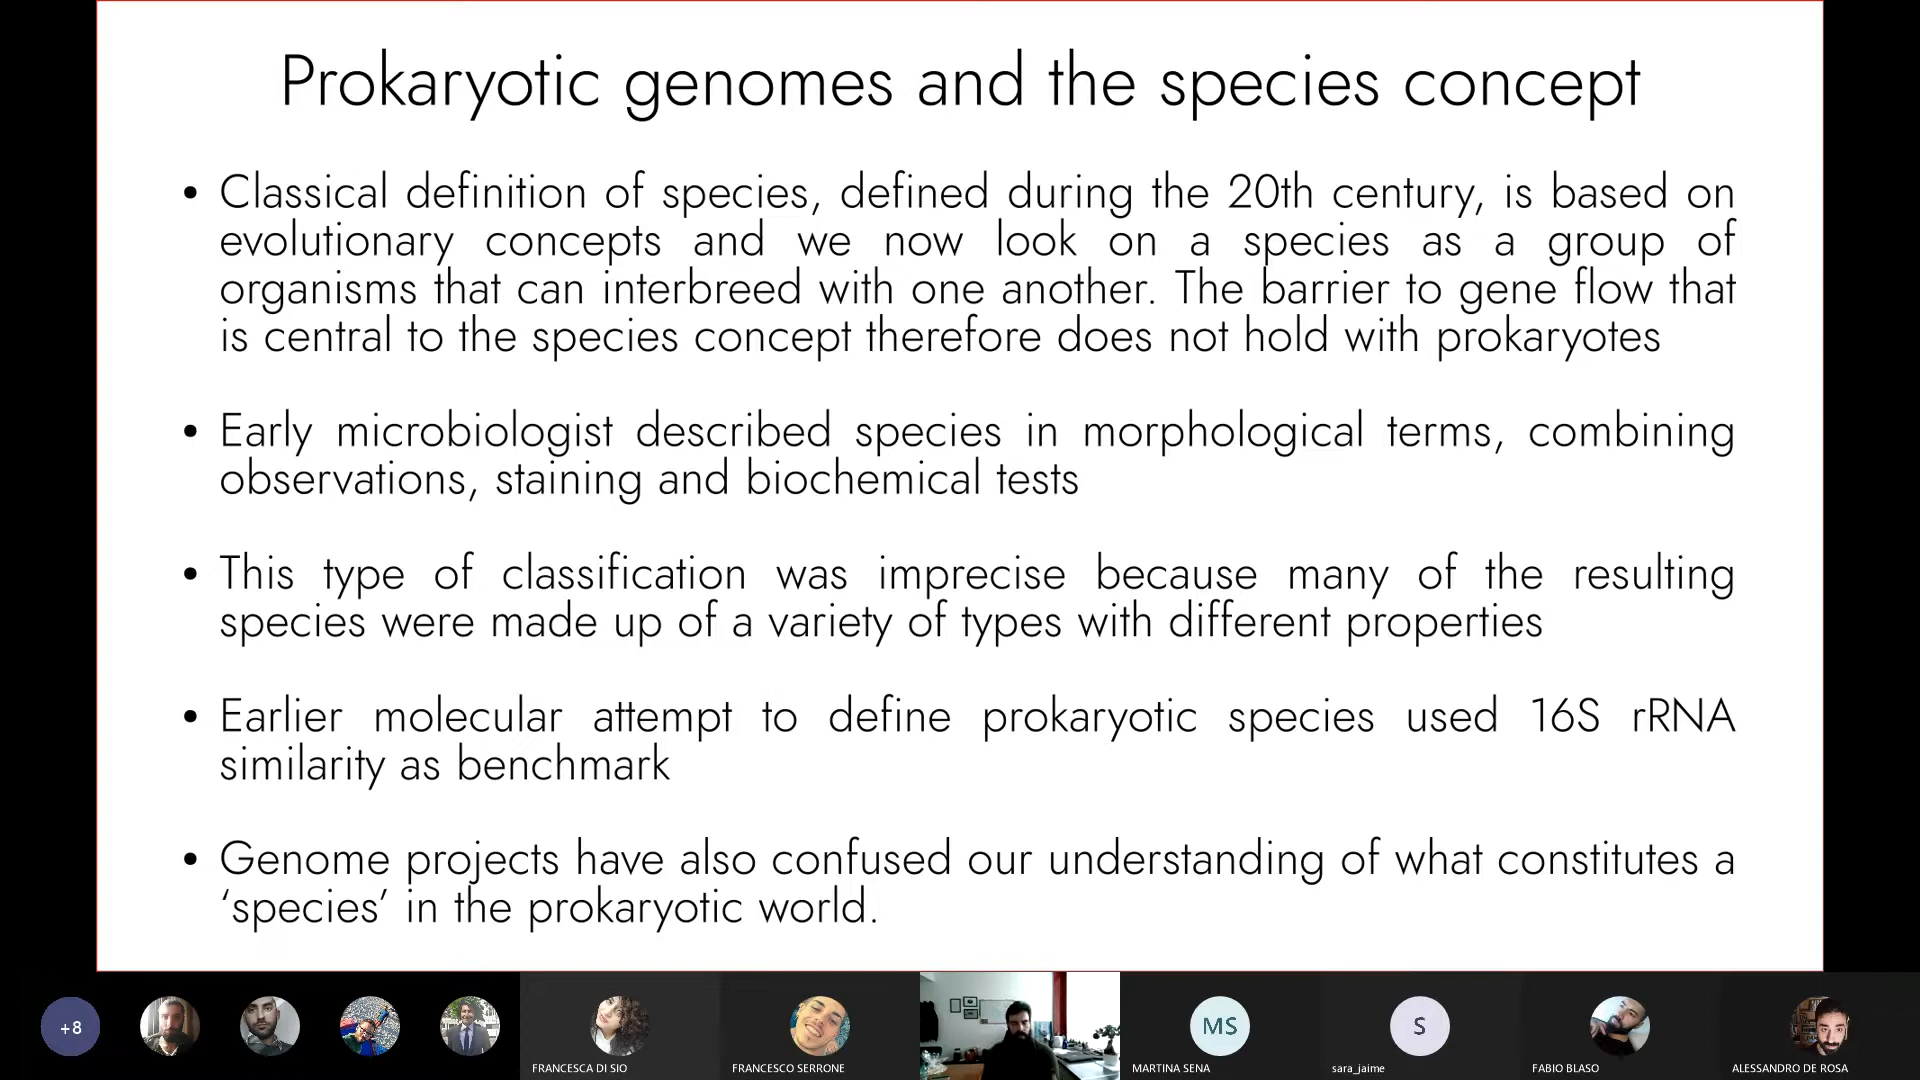 Prokaryotic genomes and the species concept
• Classical definition of species, defined during the 20th century, is based on
evolutionary concepts and we now look on a species as a group of
organisms that can interbreed with one another. The barrier to gene flow that
is central to the species concept therefore does not hold with prokaryotes
• Early microbiologist described species in morphological terms, combining
observations, staining and biochemical tests
• This type of classification was imprecise because many of the resulting
species were made up of a variety of types with different properties
• Earlier molecular attempt to define prokaryotic species used 16S rRNA
similarity as benchmark
• Genome projects have also confused our understanding of what constitutes a
‘species’ in the prokaryotic world.
+8
MS
S
FRANCESCA DI SIO
FRANCESCO SERRONE
MARTINA SENA
sara_jaime
FABIO BLASO
ALESSANDRO DE ROSA